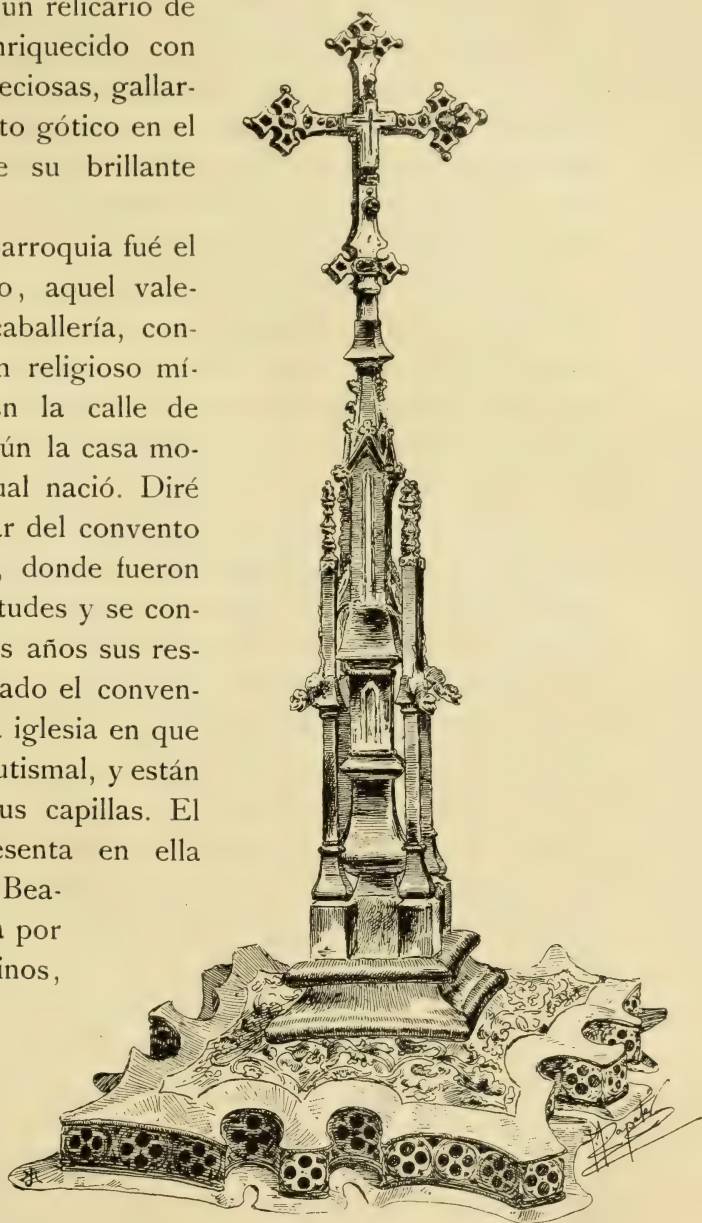 un relicario de
nriquecido con
eciosas, gallar-
to gótico en el
e su brillante
arroquia fué el
o, aquel vale-
caballería, con-
n religioso mí-
en la calle de
ún la casa mo-
ual nació. Diré
ar del convento
, donde fueron
tudes y se con-
s años sus res-
ado el conven-
iglesia en que
utismal, y están
us capillas. El
esenta en ella
Bea-
a por
inos,